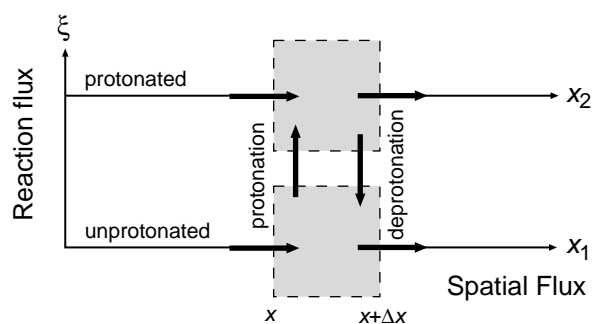 ξ
protonated
x₂
Reaction flux
protonation
deprotonation
unprotonated
x₁
Spatial Flux
x
x+Δx